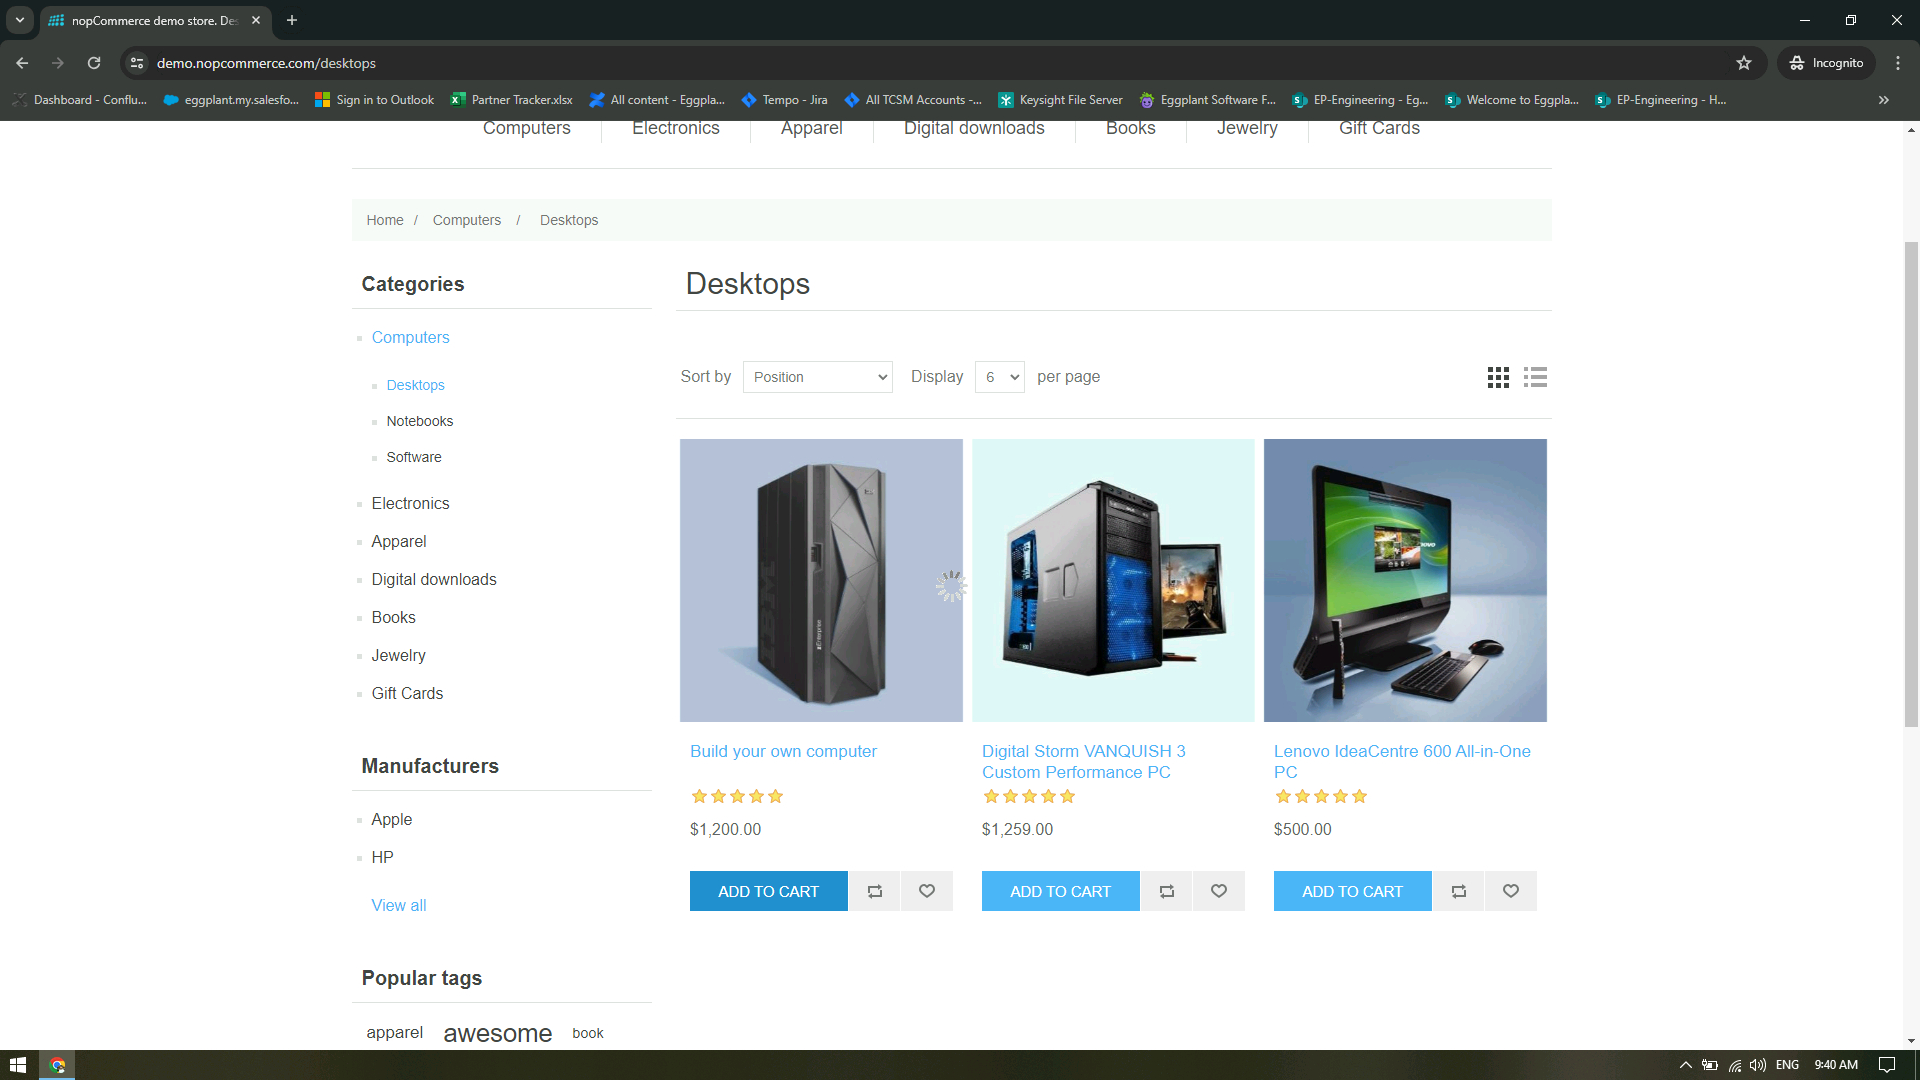 nopCommerce demo store. De
demo.nopcommerce.com/desktops
Incognito
Dashboard - Conflu...
eggplant.my.salesfo...
Sign in to Outlook
Partner Tracker.xlsx
All content - Eggpla...
Tempo - Jira
All TCSM Accounts -...
Keysight File Server
Eggplant Software F...
EP-Engineering - Eg...
Welcome to Eggpla...
EP-Engineering - H...
Computers
Electronics
Apparel
Digital downloads
Books
Jewelry
Gift Cards
Home / Computers / Desktops
Categories
Computers
Desktops
Notebooks
Software
Electronics
Apparel
Digital downloads
Books
Jewelry
Gift Cards
Manufacturers
Apple
HP
View all
Popular tags
apparel awesome book
Desktops
Sort by Position Display 6 per page
Build your own computer
$1,200.00
ADD TO CART
Digital Storm VANQUISH 3
Custom Performance PC
$1,259.00
ADD TO CART
Lenovo IdeaCentre 600 All-in-One
PC
$500.00
ADD TO CART
ENG
9:40 AM